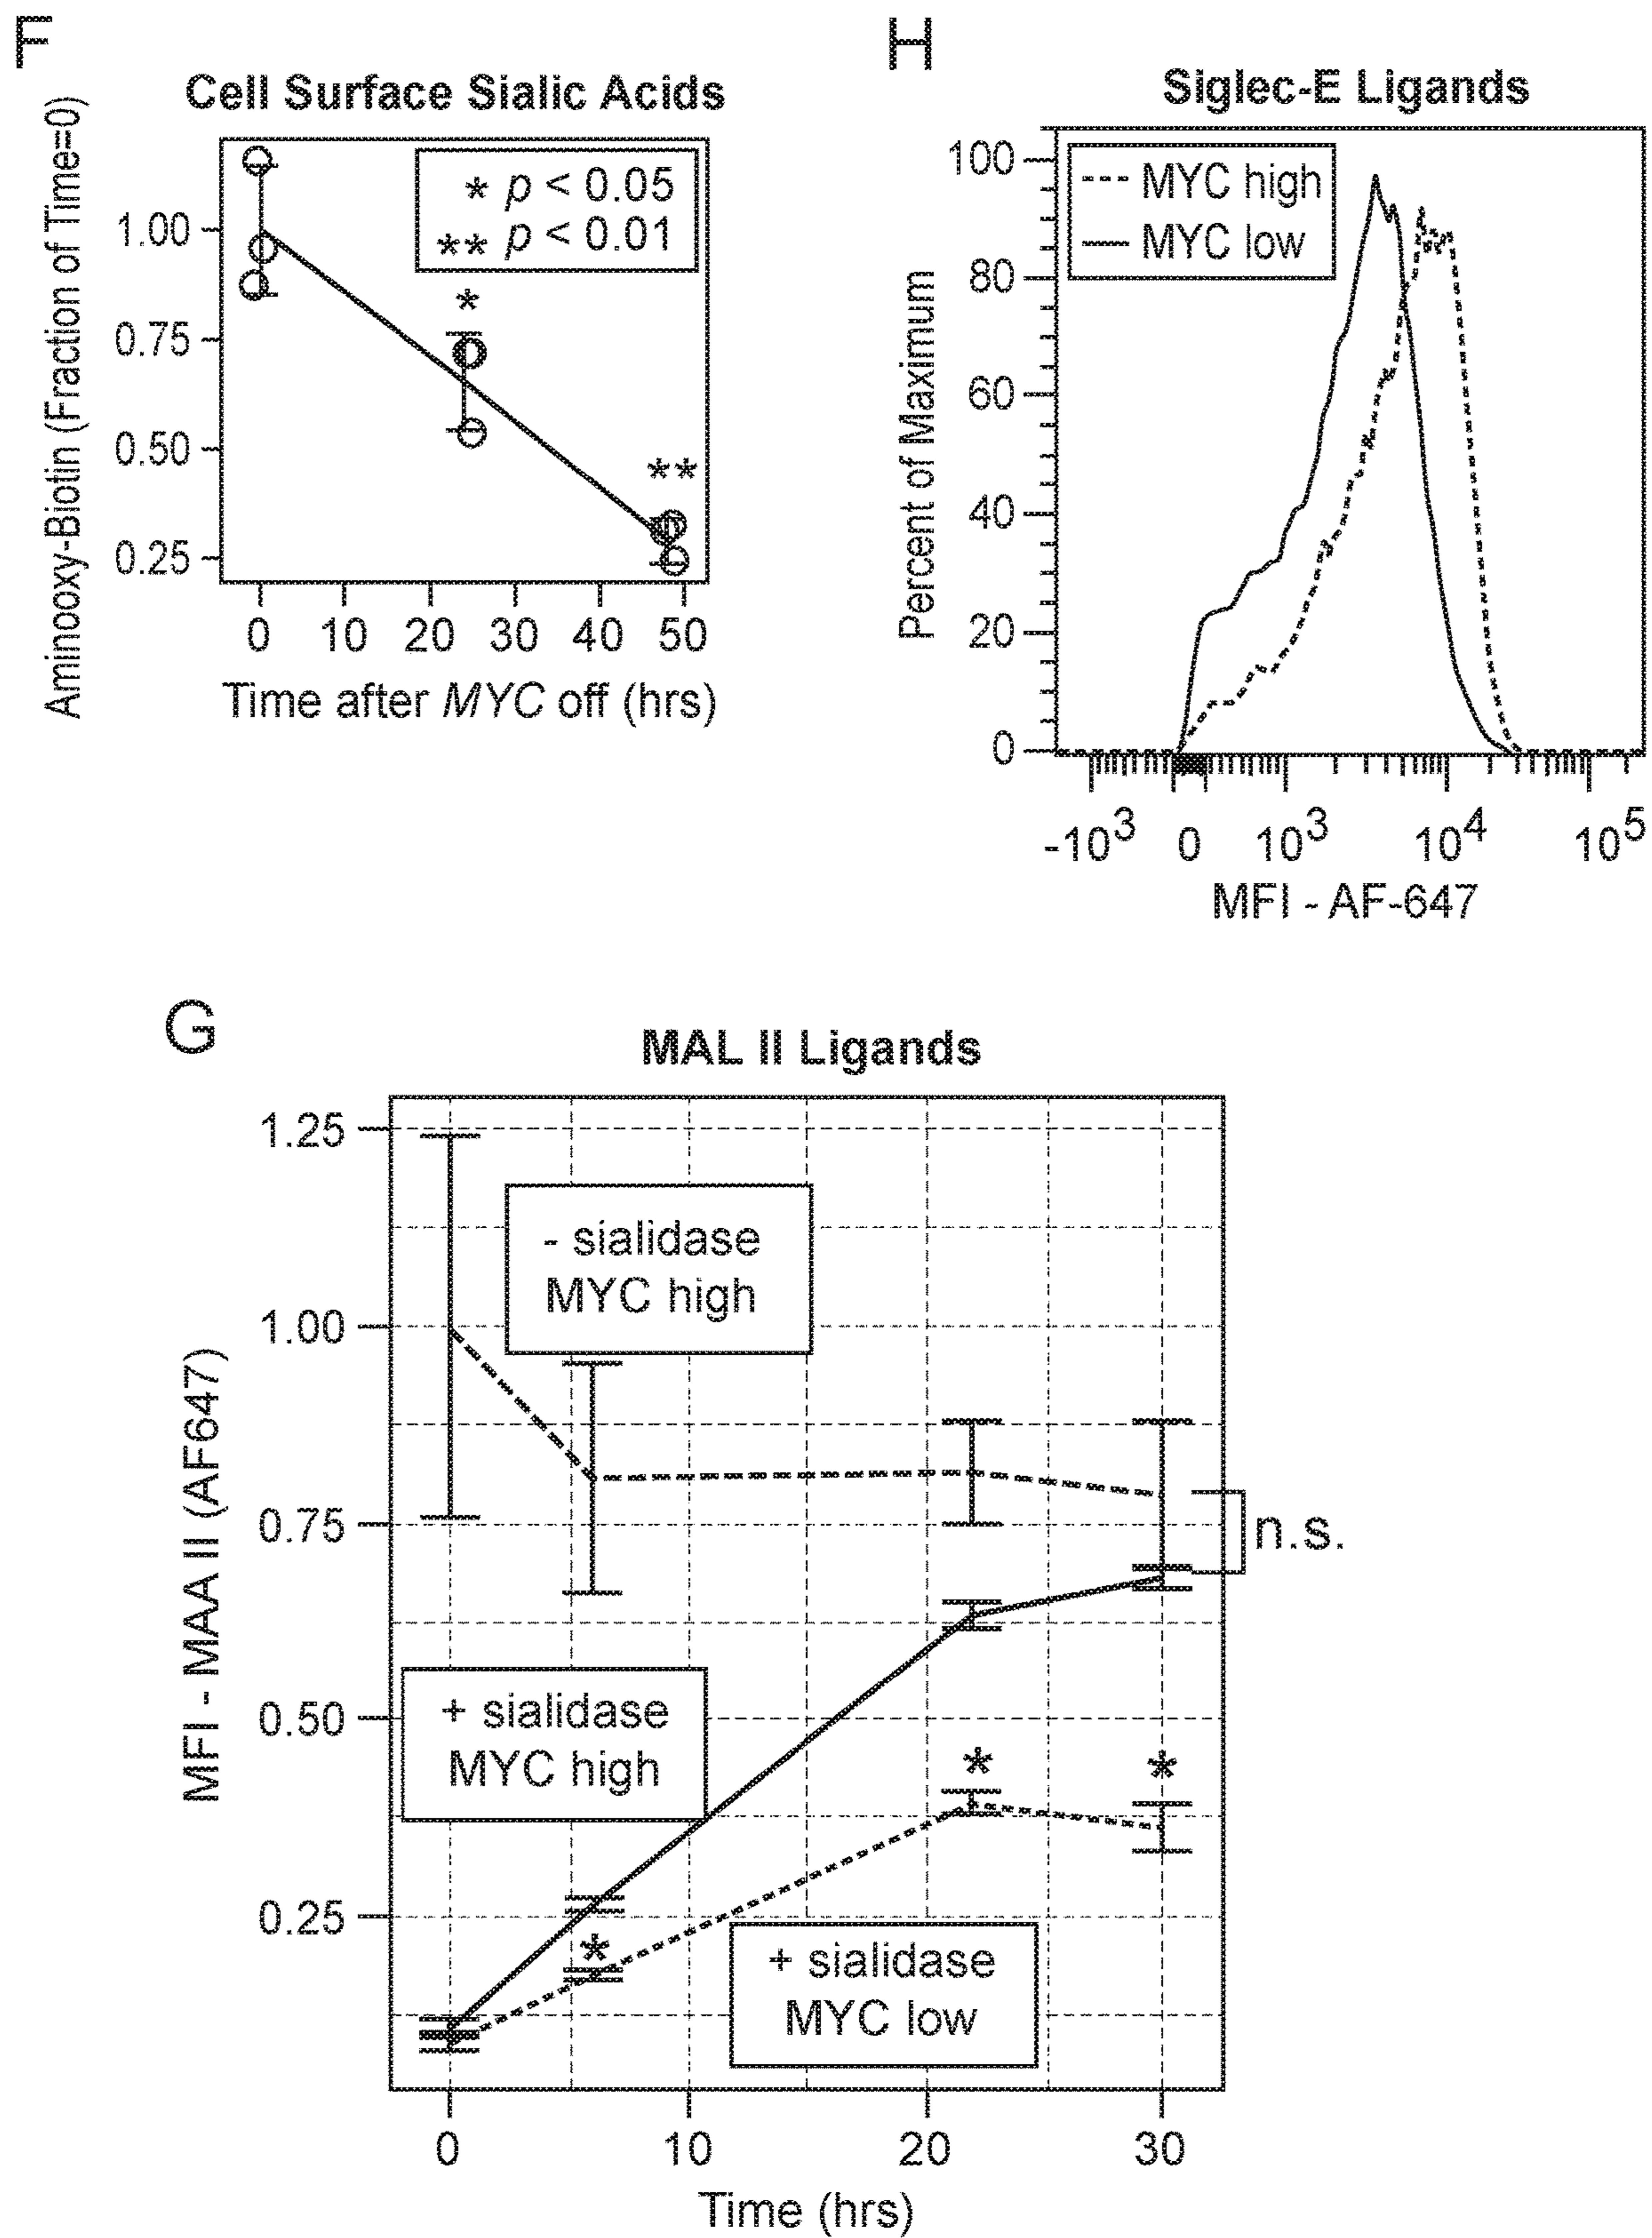 F
Cell Surface Sialic Acids
Aminooxy-Biotin (Fraction of Time=0)
1.00
0.75
0.50
0.25
* p < 0.05
** p < 0.01
*
**
0 10 20 30 40 50
Time after MYC off (hrs)
H
Siglec-E Ligands
Percent of Maximum
100
80
60
40
20
0
MYC high
MYC low
-10³ 0 10³ 10⁴ 10⁵
MFI - AF-647
G
MAL II Ligands
MFI - MAA II (AF647)
1.25
1.00
0.75
0.50
0.25
- sialidase
MYC high
n.s.
+ sialidase
MYC high
* *
*
+ sialidase
MYC low
0 10 20 30
Time (hrs)